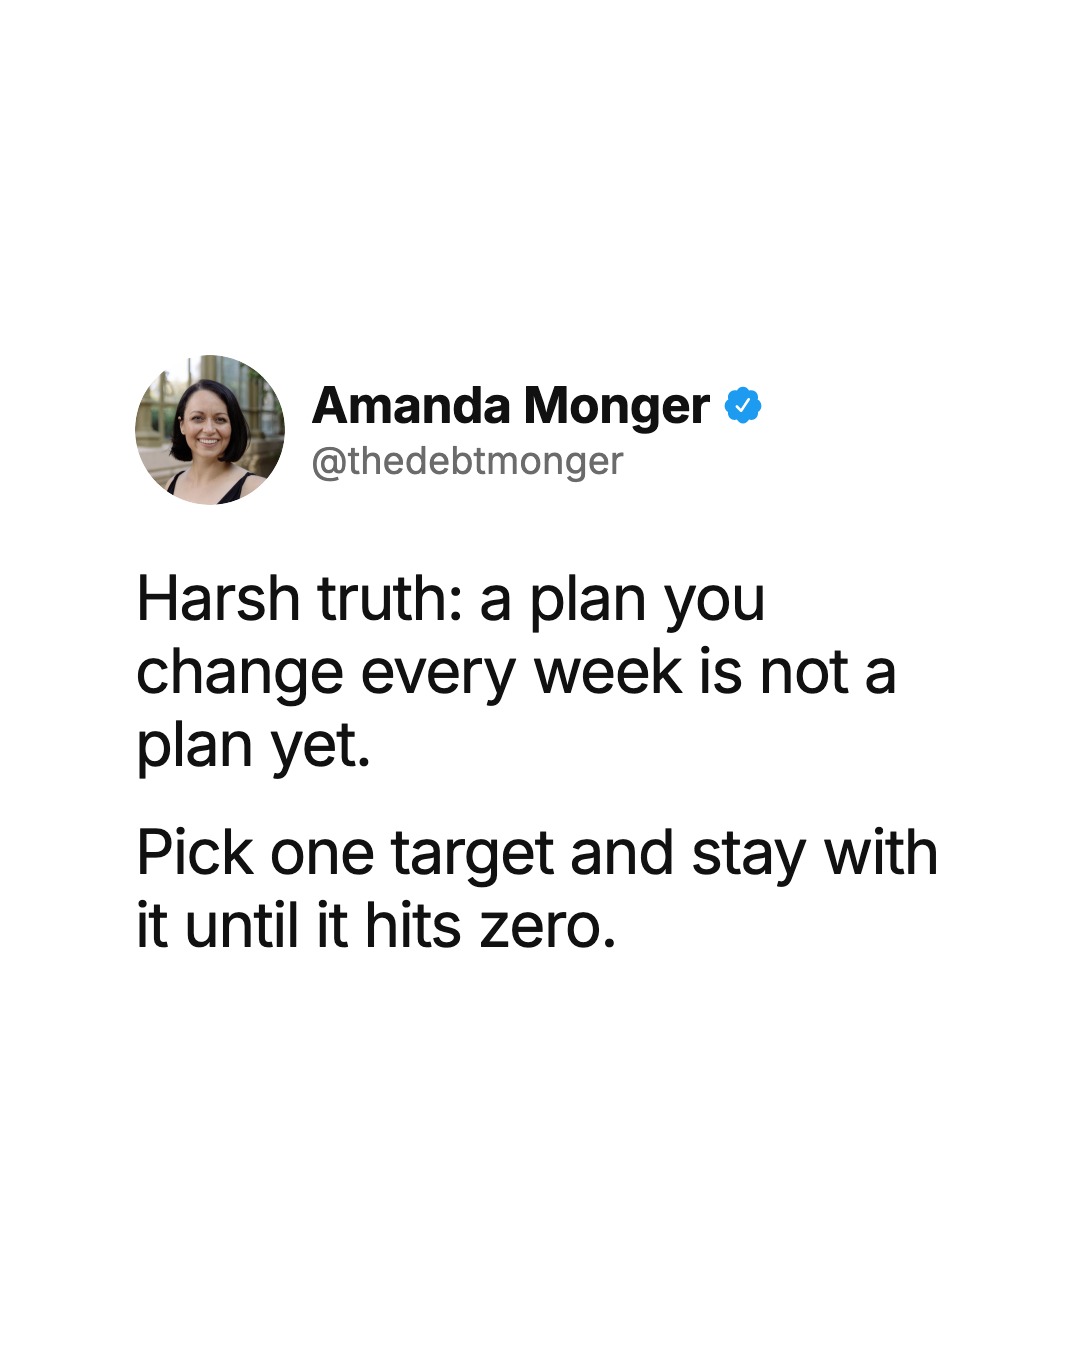 Amanda Monger
@thedebtmonger
Harsh truth: a plan you
change every week is not a
plan yet.
Pick one target and stay with
it until it hits zero.